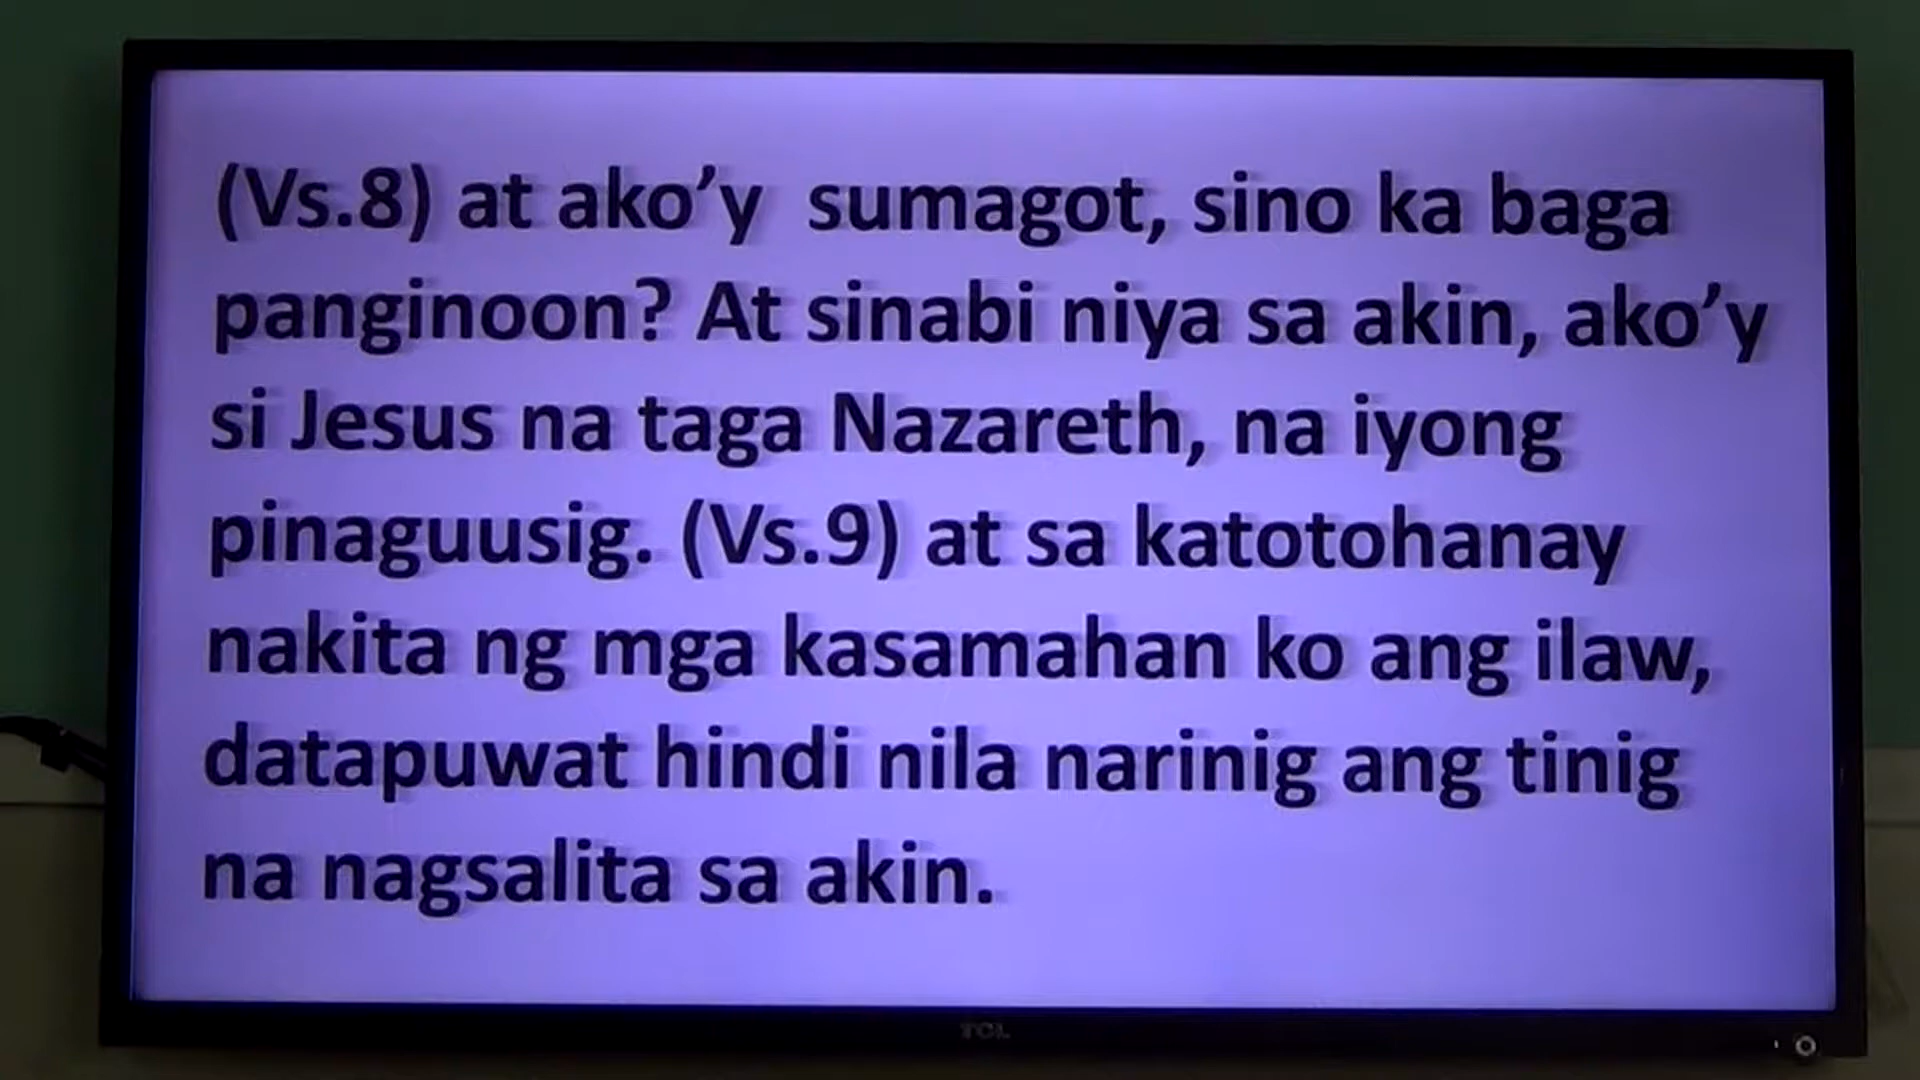 (Vs.8) at ako’y sumagot, sino ka baga
panginoon? At sinabi niya sa akin, ako’y
si Jesus na taga Nazareth, na iyong
pinaguusig. (Vs.9) at sa katotohanay
nakita ng mga kasamahan ko ang ilaw,
datapuwat hindi nila narinig ang tinig
na nagsalita sa akin.
TCL